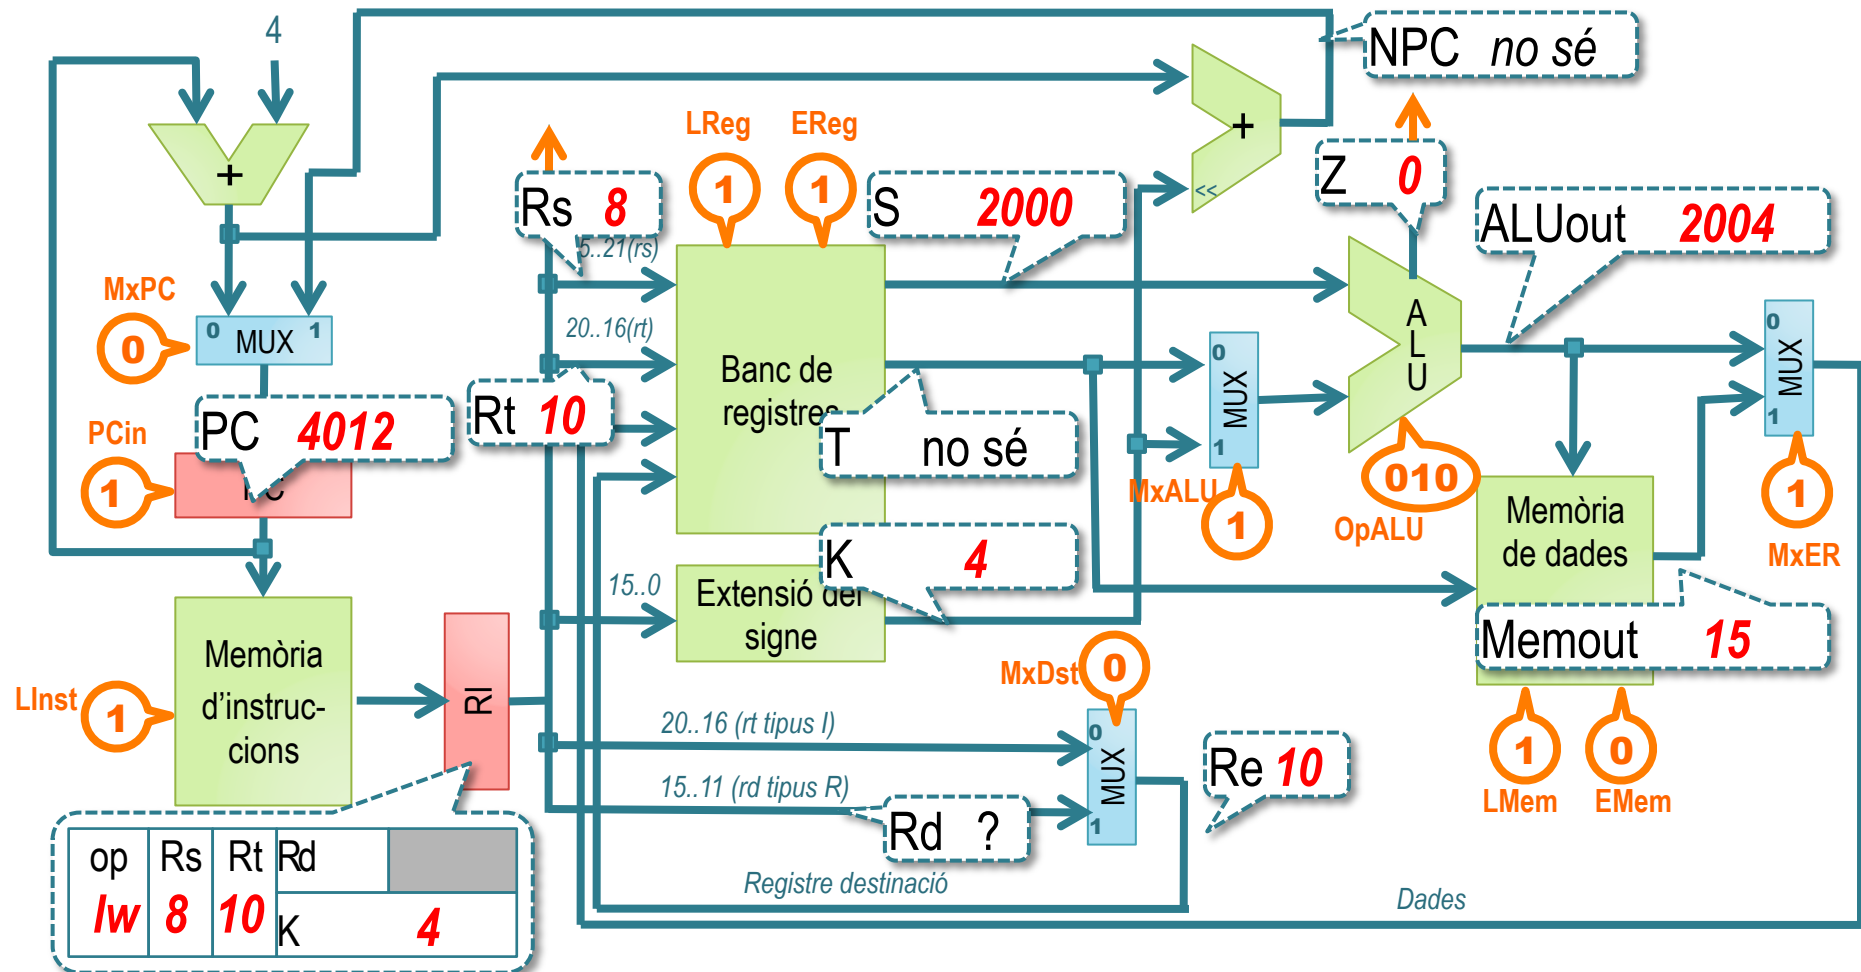 4
NPC no sé
LReg EReg
+
+
<<
1
1
Rs 8
S 2000
Z 0
ALUout 2004
5..21(rs)
MxPC
0
0 MUX 1
20..16(rt)
Banc de
registres
0
MUX
1
A
L
U
0
MUX
1
PC 4012
PCin
1
Rt 10
T no sé
MxALU
1
010
OpALU
1
MxER
Memòria
de dades
K 4
15..0
Extensió del
signe
Memout 15
Memòria
d'instruc-
cions
LInst
1
RI
MxDst
0
1
0
LMem
EMem
20..16 (rt tipus I)
0
MUX
1
15..11 (rd tipus R)
Rd ?
Re 10
op Rs Rt Rd
lw 8 10 K 4
Registre destinació
Dades